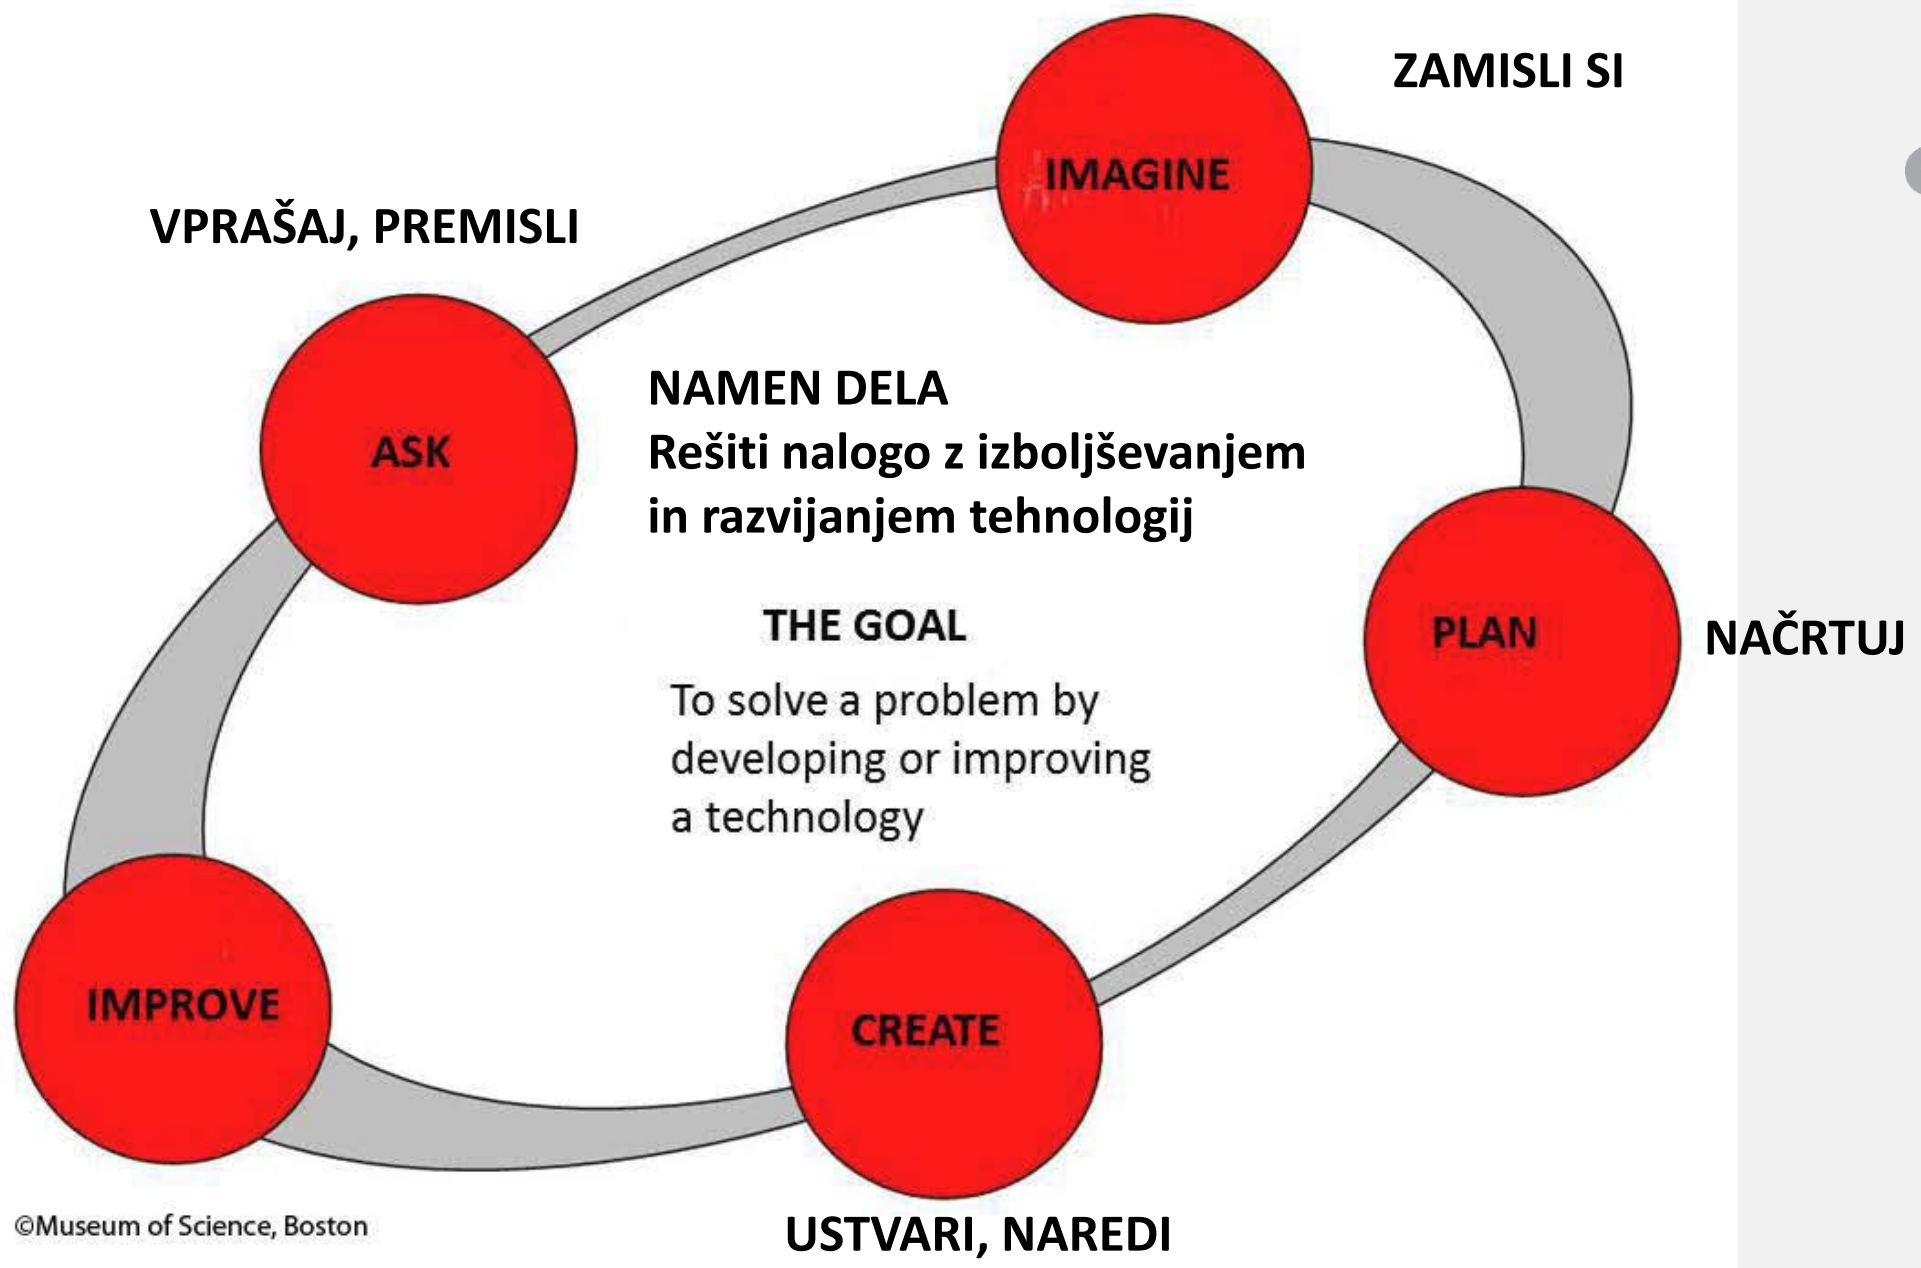 ZAMISLI SI
IMAGINE
VPRAŠAJ, PREMISLI
ASK
NAMEN DELA
Rešiti nalogo z izboljševanjem
in razvijanjem tehnologij
THE GOAL
To solve a problem by
developing or improving
a technology
PLAN
NAČRTUJ
IMPROVE
CREATE
©Museum of Science, Boston
USTVARI, NAREDI